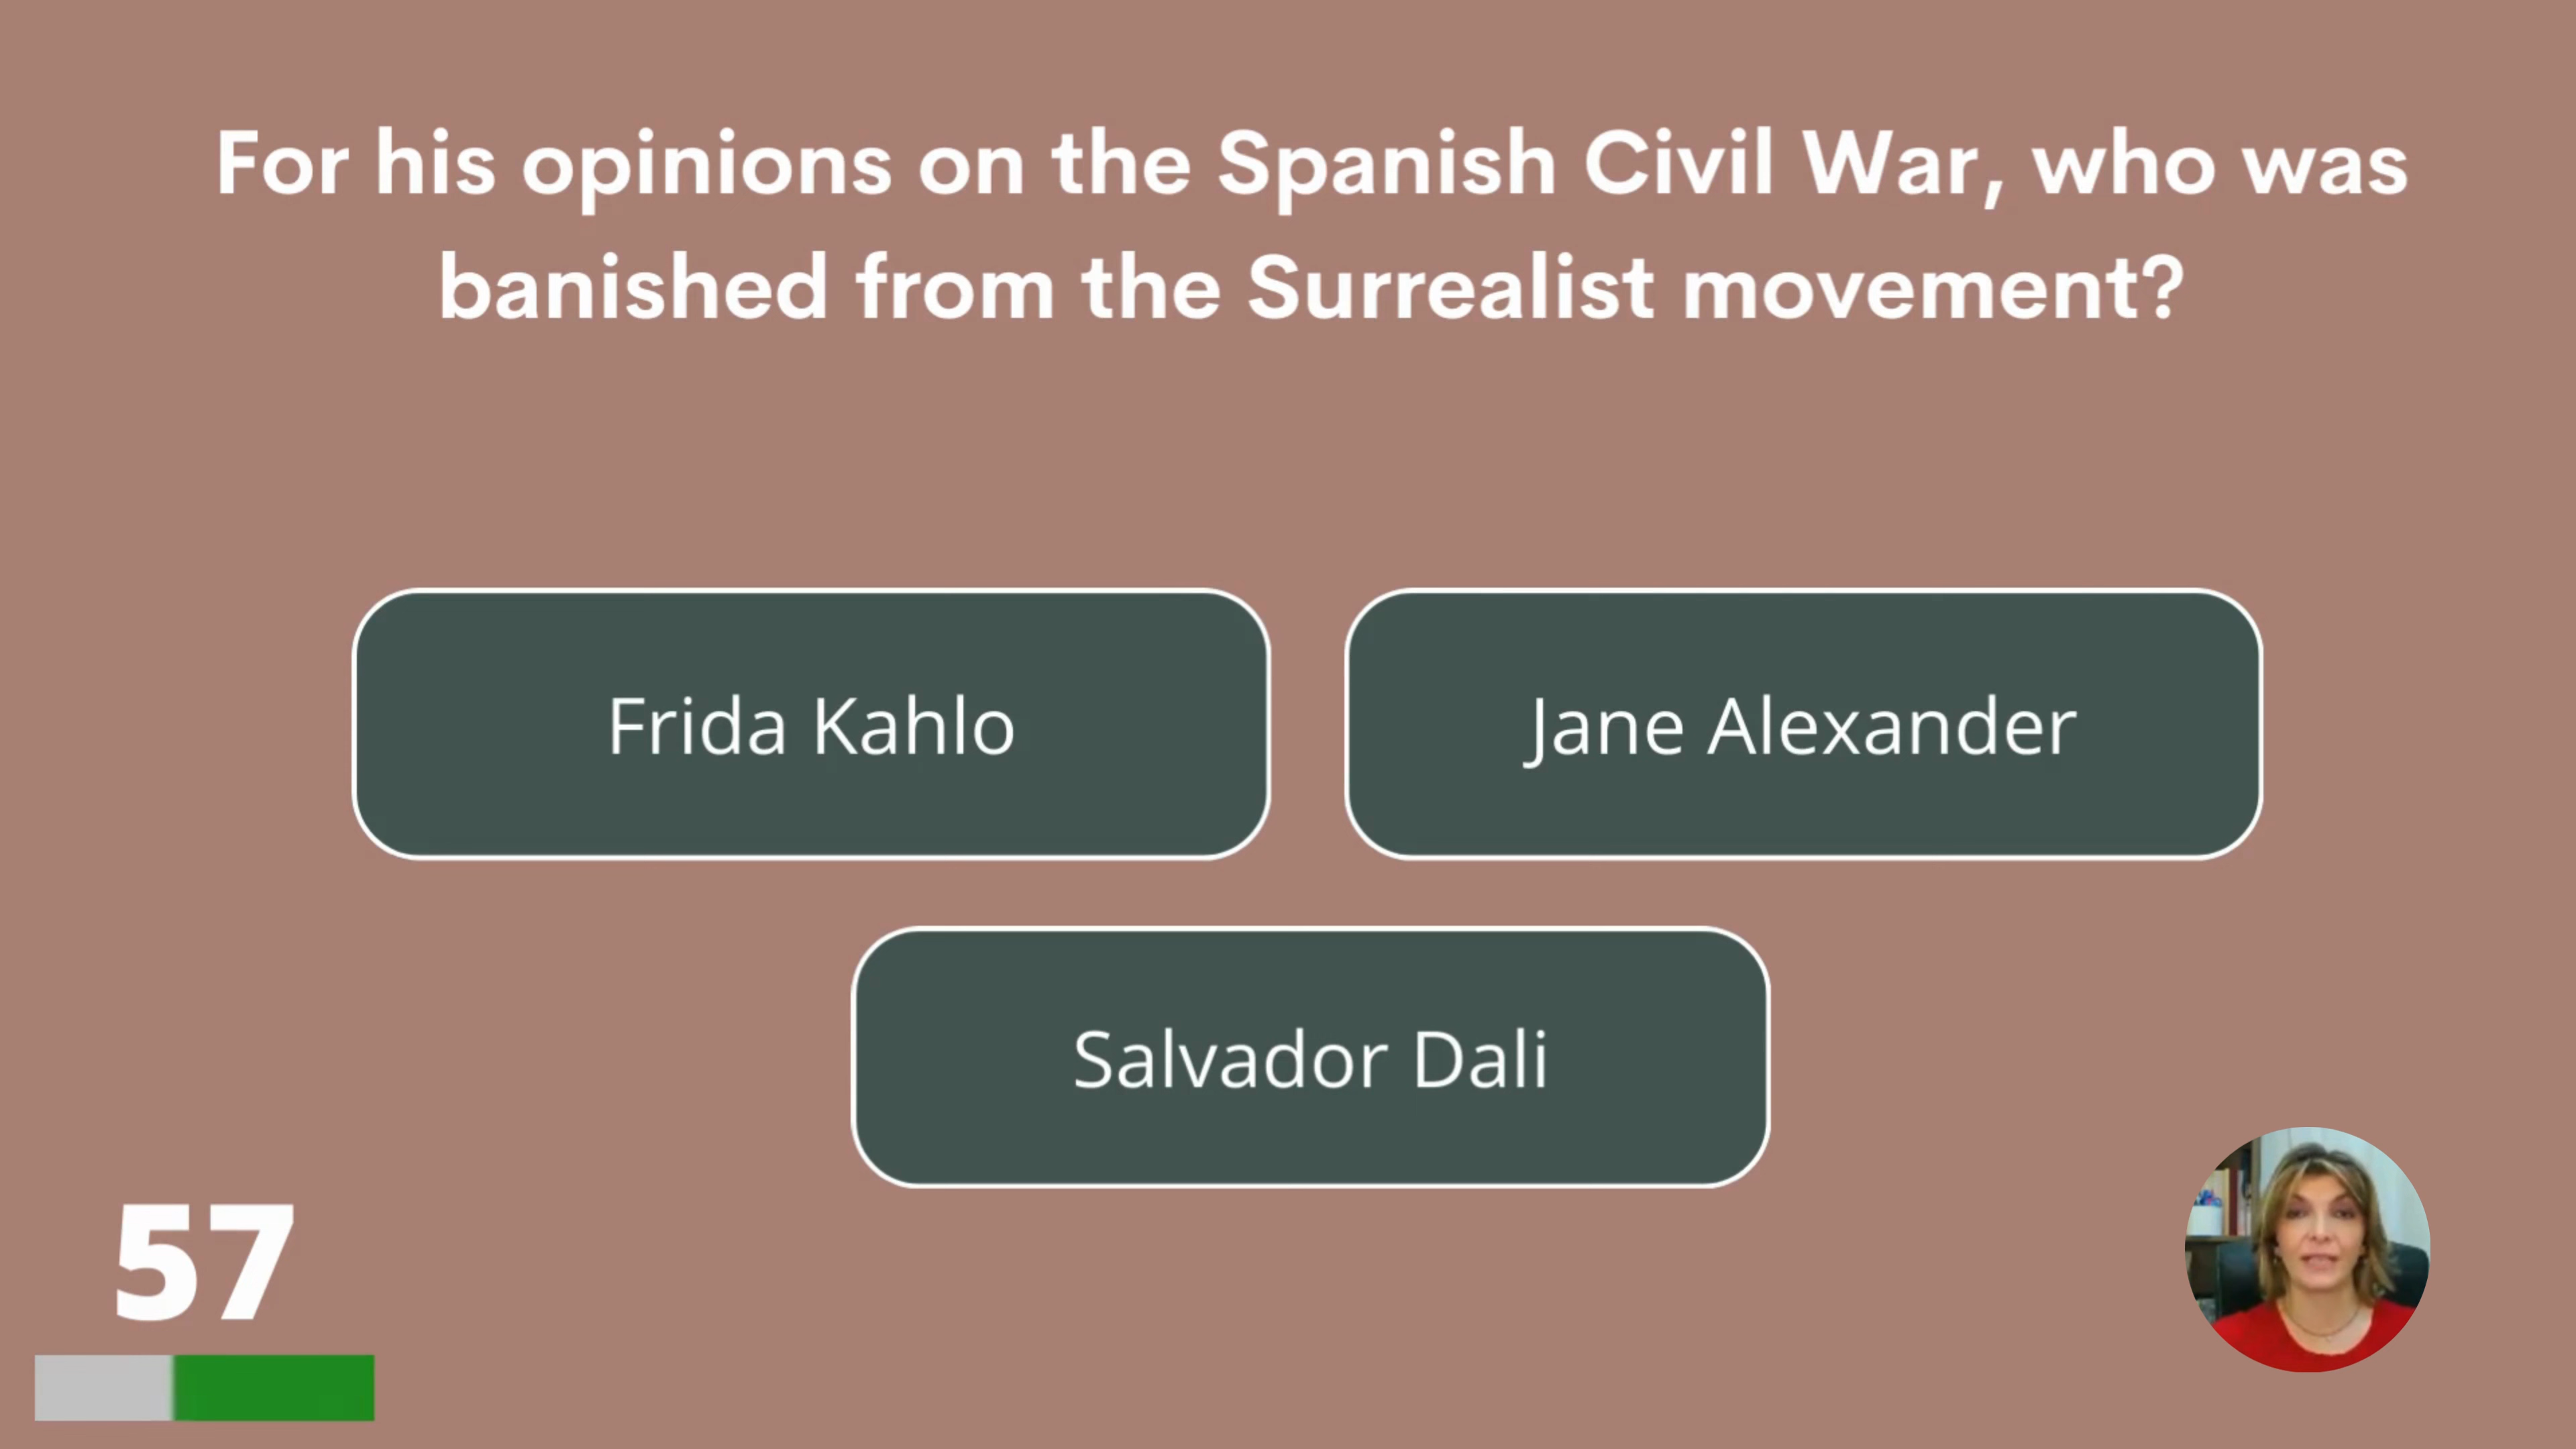 For his opinions on the Spanish Civil War, who was
banished from the Surrealist movement?
Frida Kahlo
Jane Alexander
Salvador Dali
57